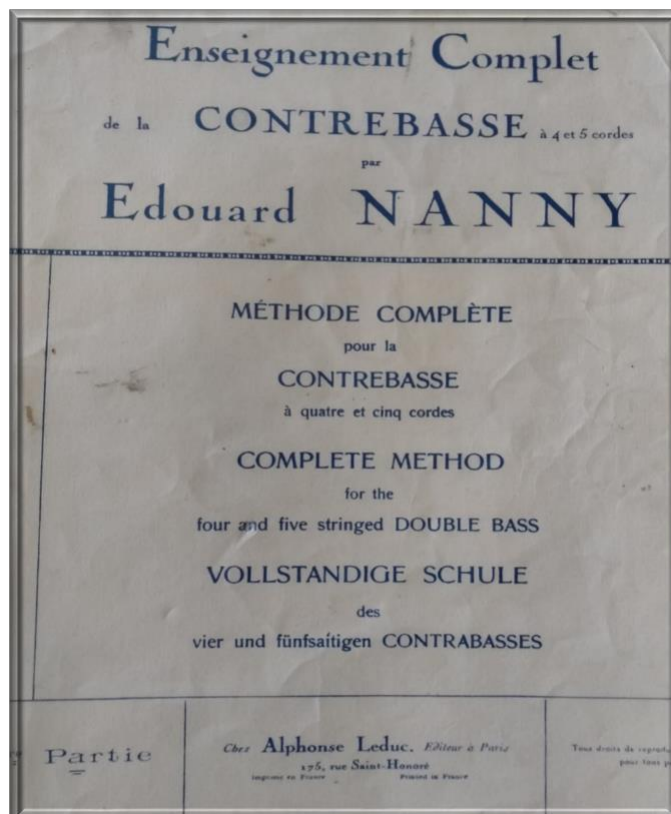 Enseignement Complet
de la CONTREBASSE à 4 et 5 cordes
par
Edouard NANNY
MÉTHODE COMPLÈTE
pour la
CONTREBASSE
à quatre et cinq cordes
COMPLETE METHOD
for the
four and five stringed DOUBLE BASS
VOLLSTANDIGE SCHULE
des
vier und fünfsaitigen CONTRABASSES
Partie
Chez Alphonse Leduc. Editeur à Paris
175, rue Saint-Honoré
Imprimé en France Printed in France
Tous droits de
pour tous